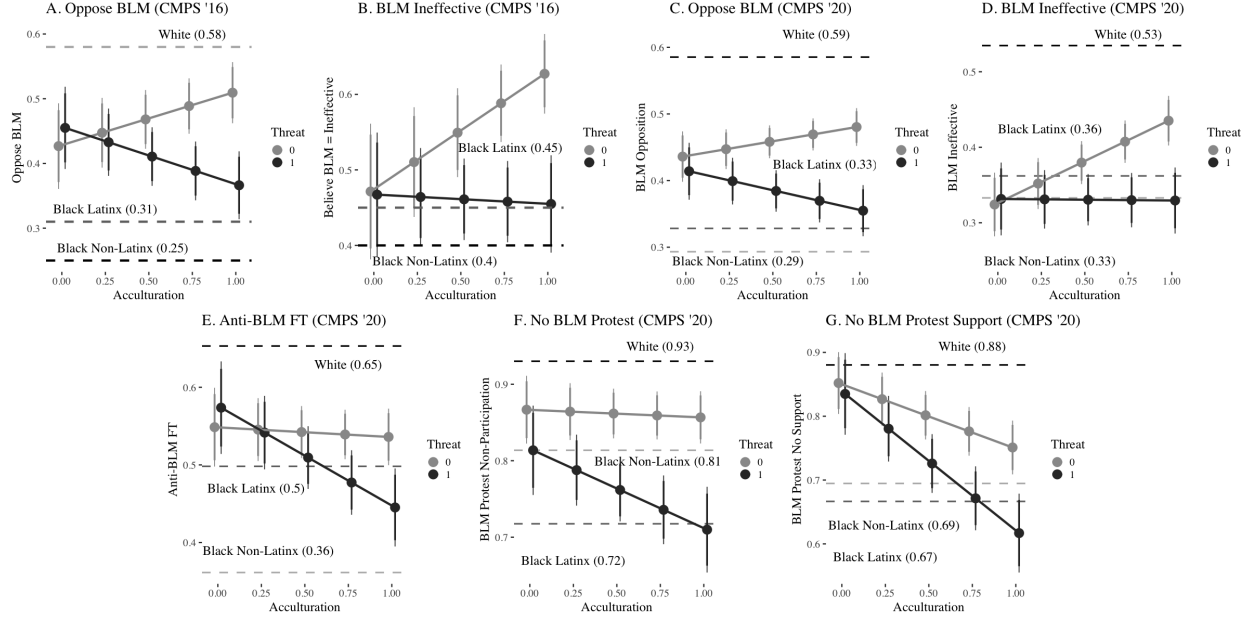 A. Oppose BLM (CMPS '16)
White (0.58)
0.6
0.5
0.4
0.3
Oppose BLM
Black Latinx (0.31)
Black Non-Latinx (0.25)
0.00 0.25 0.50 0.75 1.00
Acculturation
Threat
0
1
B. BLM Ineffective (CMPS '16)
0.6
0.5
0.4
Believe BLM = Ineffective
Black Latinx (0.45)
Black Non-Latinx (0.4)
0.00 0.25 0.50 0.75 1.00
Acculturation
Threat
0
1
C. Oppose BLM (CMPS '20)
White (0.59)
0.6
0.5
0.4
0.3
BLM Opposition
Black Latinx (0.33)
Black Non-Latinx (0.29)
0.00 0.25 0.50 0.75 1.00
Acculturation
Threat
0
1
D. BLM Ineffective (CMPS '20)
White (0.53)
0.5
0.4
0.3
BLM Ineffective
Black Latinx (0.36)
Black Non-Latinx (0.33)
0.00 0.25 0.50 0.75 1.00
Acculturation
Threat
0
1
E. Anti-BLM FT (CMPS '20)
White (0.65)
0.6
0.5
0.4
Anti-BLM FT
Black Latinx (0.5)
Black Non-Latinx (0.36)
0.00 0.25 0.50 0.75 1.00
Acculturation
Threat
0
1
F. No BLM Protest (CMPS '20)
White (0.93)
0.9
0.8
0.7
BLM Protest Non-Participation
Black Non-Latinx (0.81
Black Latinx (0.72)
0.00 0.25 0.50 0.75 1.00
Acculturation
G. No BLM Protest Support (CMPS '20)
White (0.88)
0.9
0.8
0.7
0.6
BLM Protest No Support
Black Non-Latinx (0.69)
Black Latinx (0.67)
0.00 0.25 0.50 0.75 1.00
Acculturation
Threat
0
1